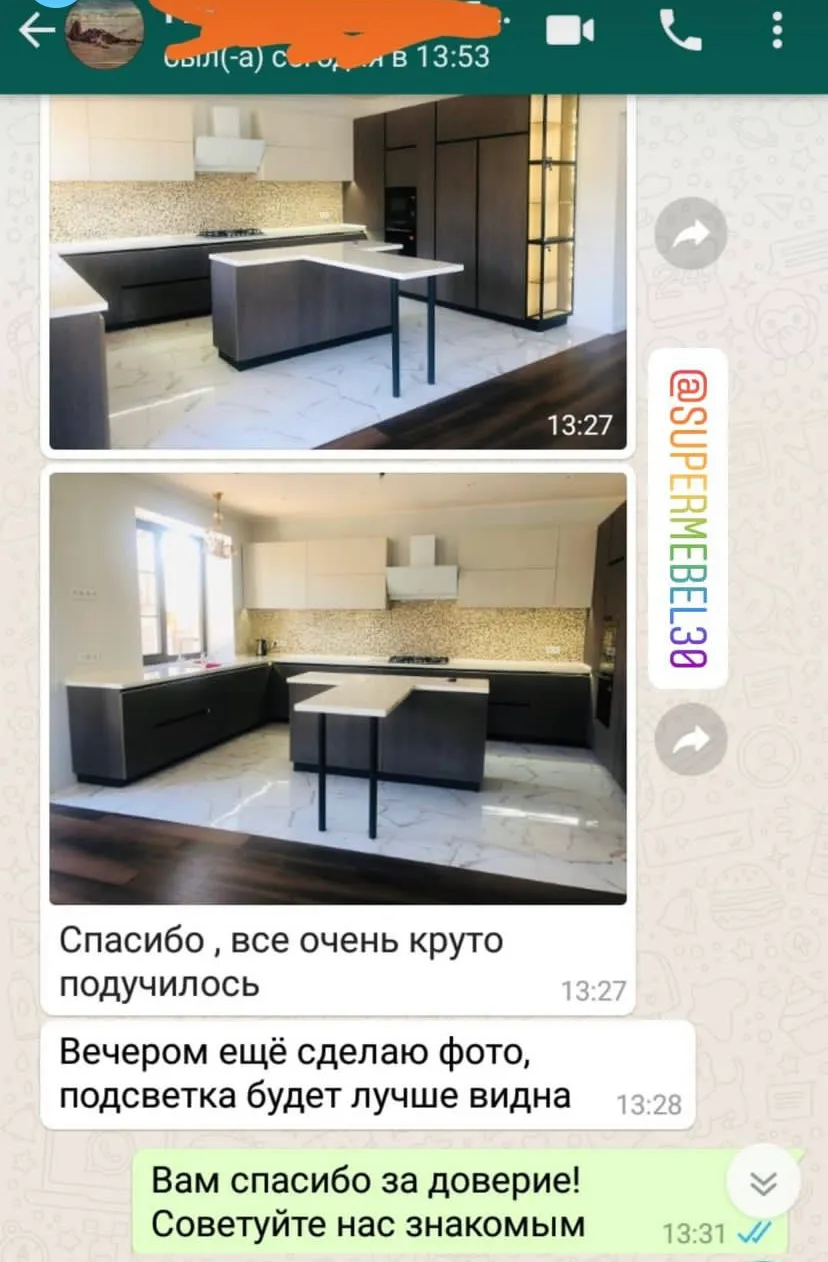 был(-а) сегодня в 13:53
13:27
@SUPERMEBEL30
Спасибо , все очень круто
подучилось
13:27
Вечером ещё сделаю фото,
подсветка будет лучше видна
13:28
Вам спасибо за доверие!
Советуйте нас знакомым
13:31